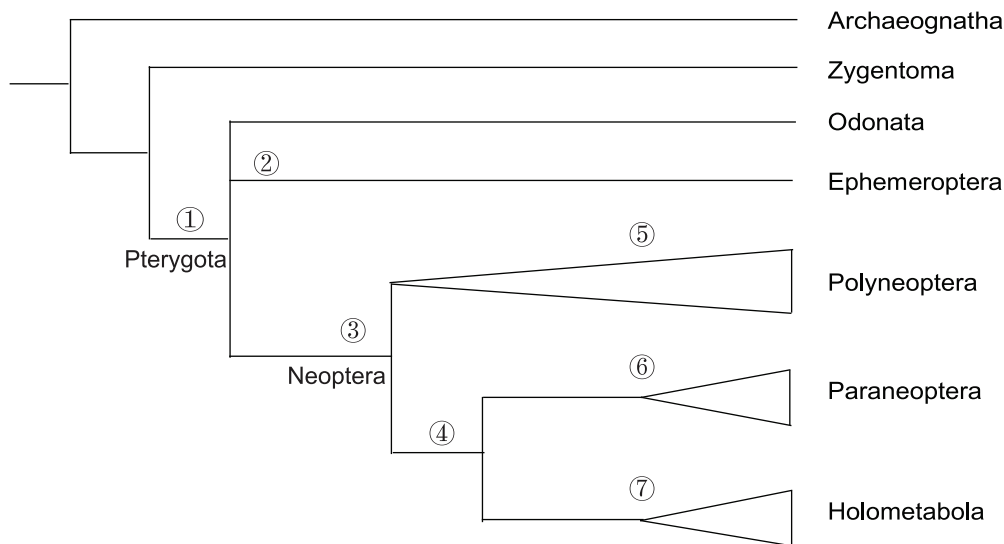 Archaeognatha
Zygentoma
Odonata
②
Ephemeroptera
①
Pterygota
⑤
Polyneoptera
③
Neoptera
⑥
Paraneoptera
④
⑦
Holometabola